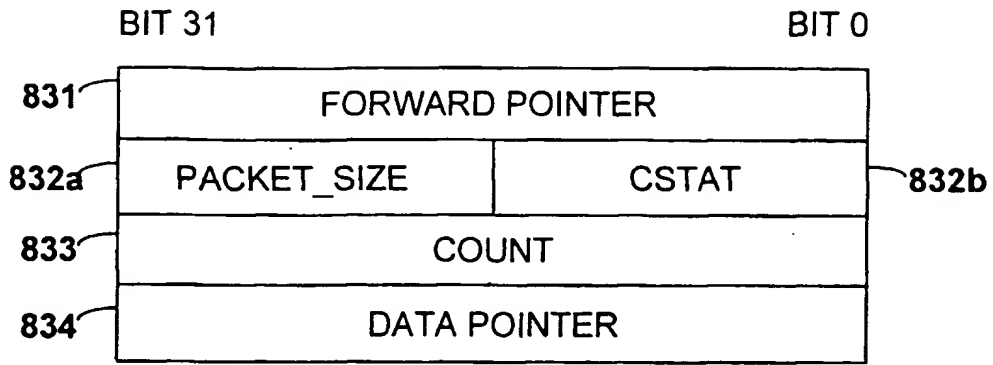 BIT 31 BIT 0
831 FORWARD POINTER
832a PACKET_SIZE CSTAT 832b
833 COUNT
834 DATA POINTER